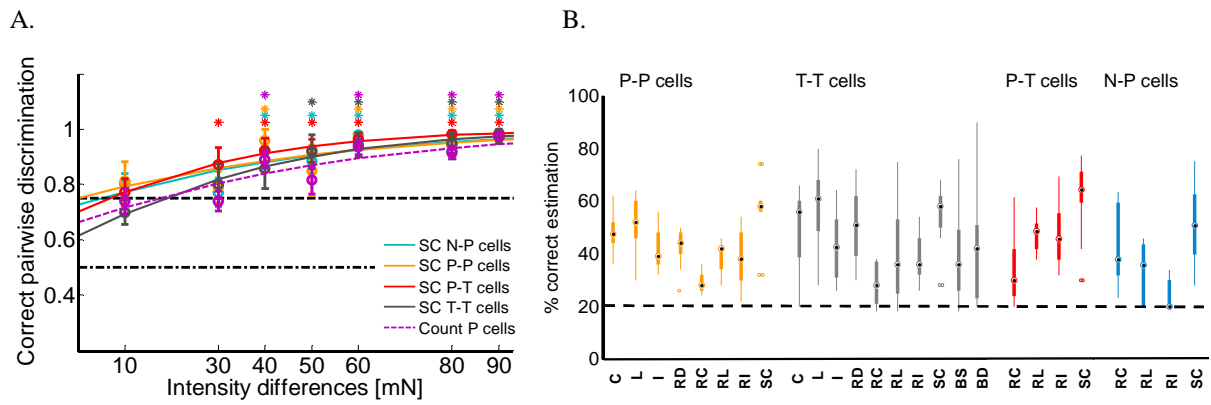 A.
B.
Correct pairwise discrimination
1
0.8
0.6
0.4
10 30 40 50 60 80 90
Intensity differences [mN]
SC N-P cells
SC P-P cells
SC P-T cells
SC T-T cells
Count P cells
P-P cells T-T cells P-T cells N-P cells
% correct estimation
100
80
60
40
20
0
C L I RD RC RL RI SC C L I RD RC RL RI SC BS BD RC RL RI SC RC RL RI SC